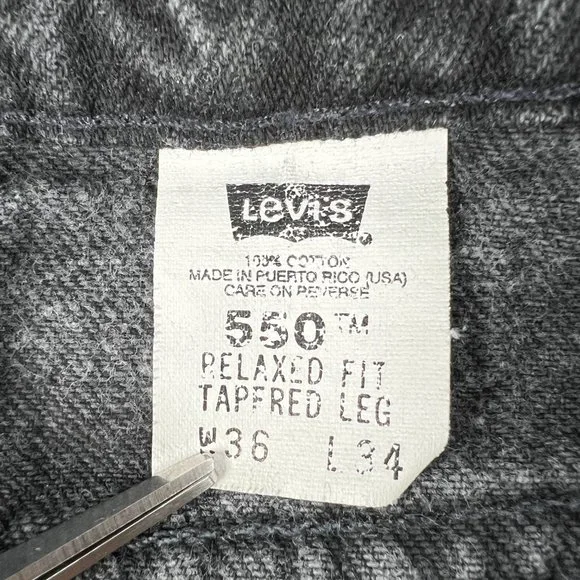 LEVI'S ®
100% COTTON
MADE IN PUERTO RICO (USA)
CARE ON REVERSE
550™
RELAXED FIT
TAPERED LEG
W36 L34